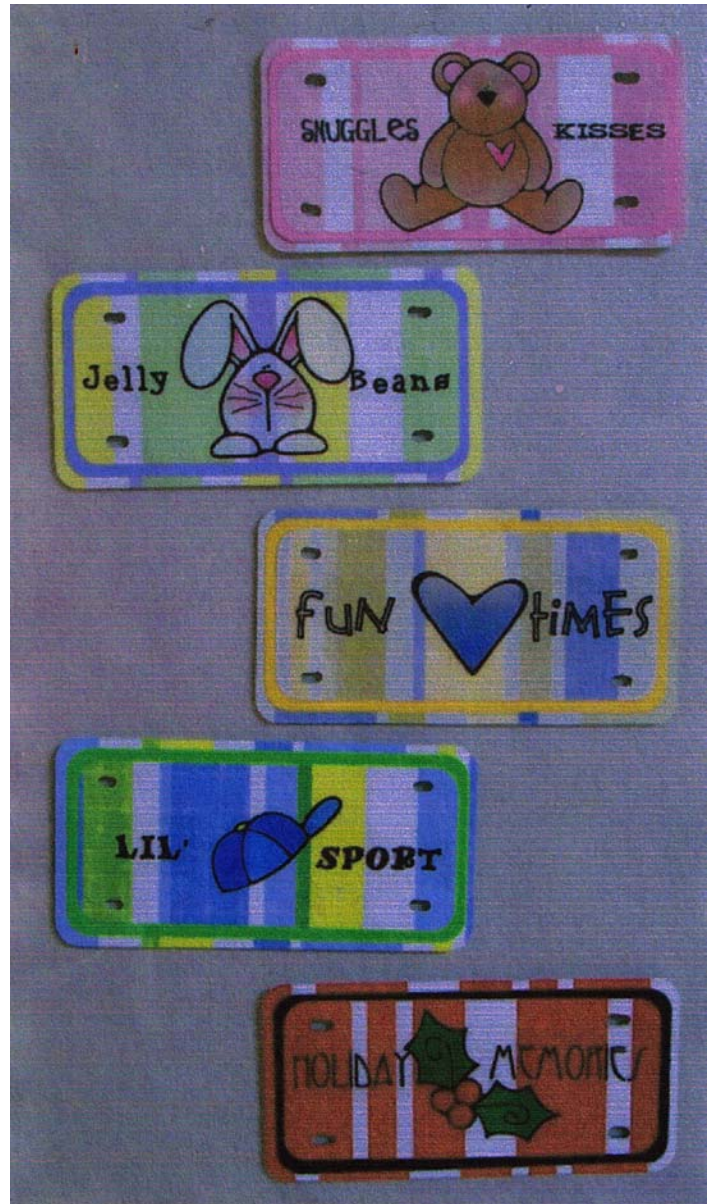 SNUGGLES KISSES
Jelly Beans
FUN TIMES
LIL' SPORT
HOLIDAY MEMORIES